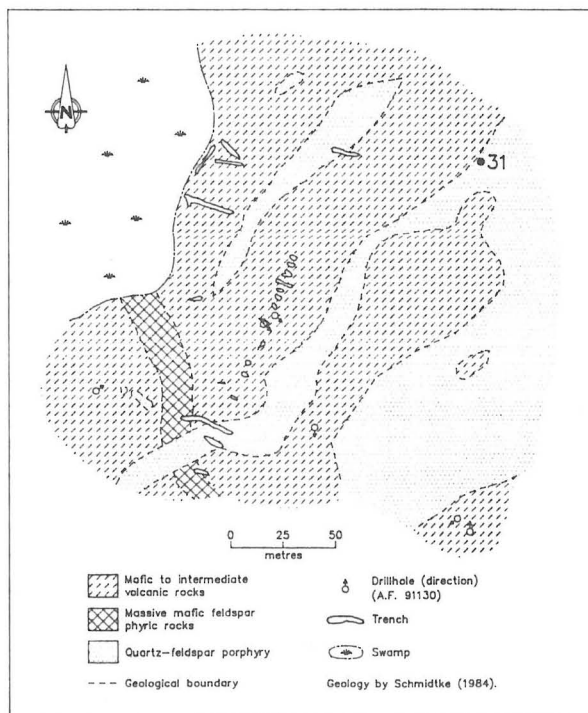 N
31
0 25 50
metres
Mafic to intermediate
volcanic rocks
Massive mafic feldspar
phyric rocks
Quartz-feldspar porphyry
Geological boundary
Drillhole (direction)
(A.F. 91130)
Trench
Swamp
Geology by Schmidtke (1984).